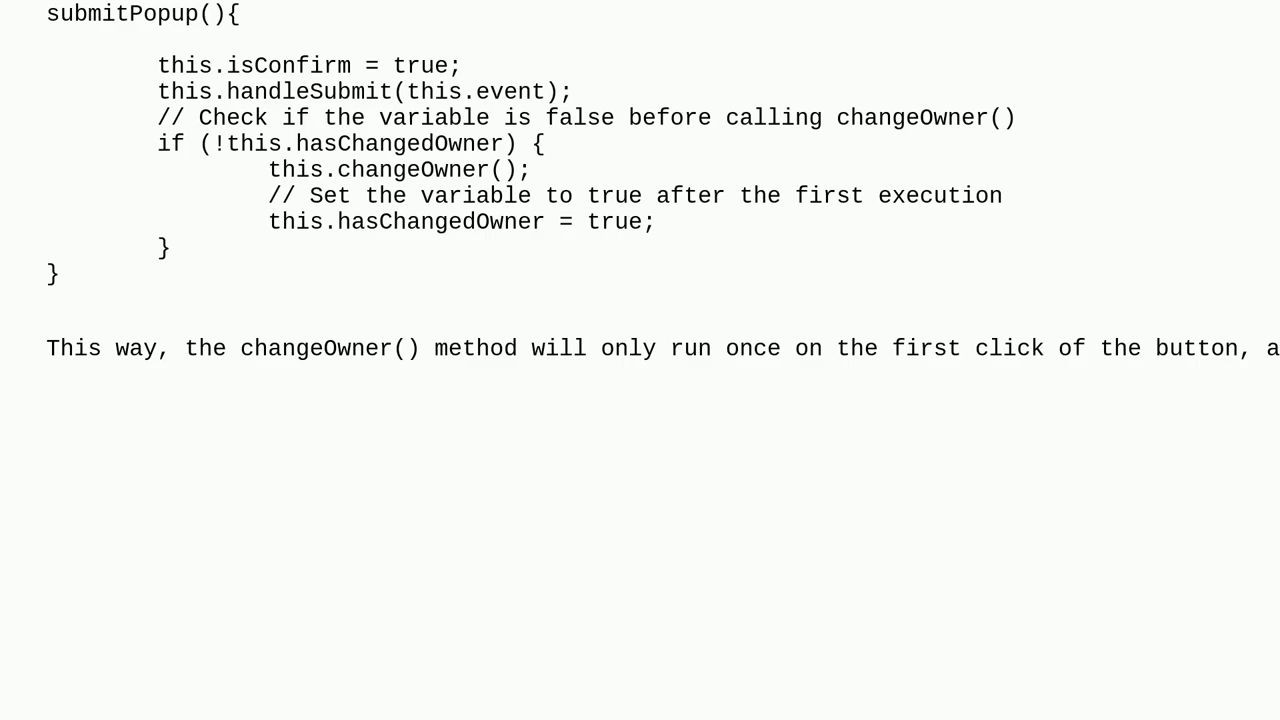 submitPopup(){
this.isConfirm = true;
this.handleSubmit(this.event);
// Check if the variable is false before calling changeOwner()
if (!this.hasChangedOwner) {
this.changeOwner();
// Set the variable to true after the first execution
this.hasChangedOwner = true;
}
}
This way, the changeOwner() method will only run once on the first click of the button, a